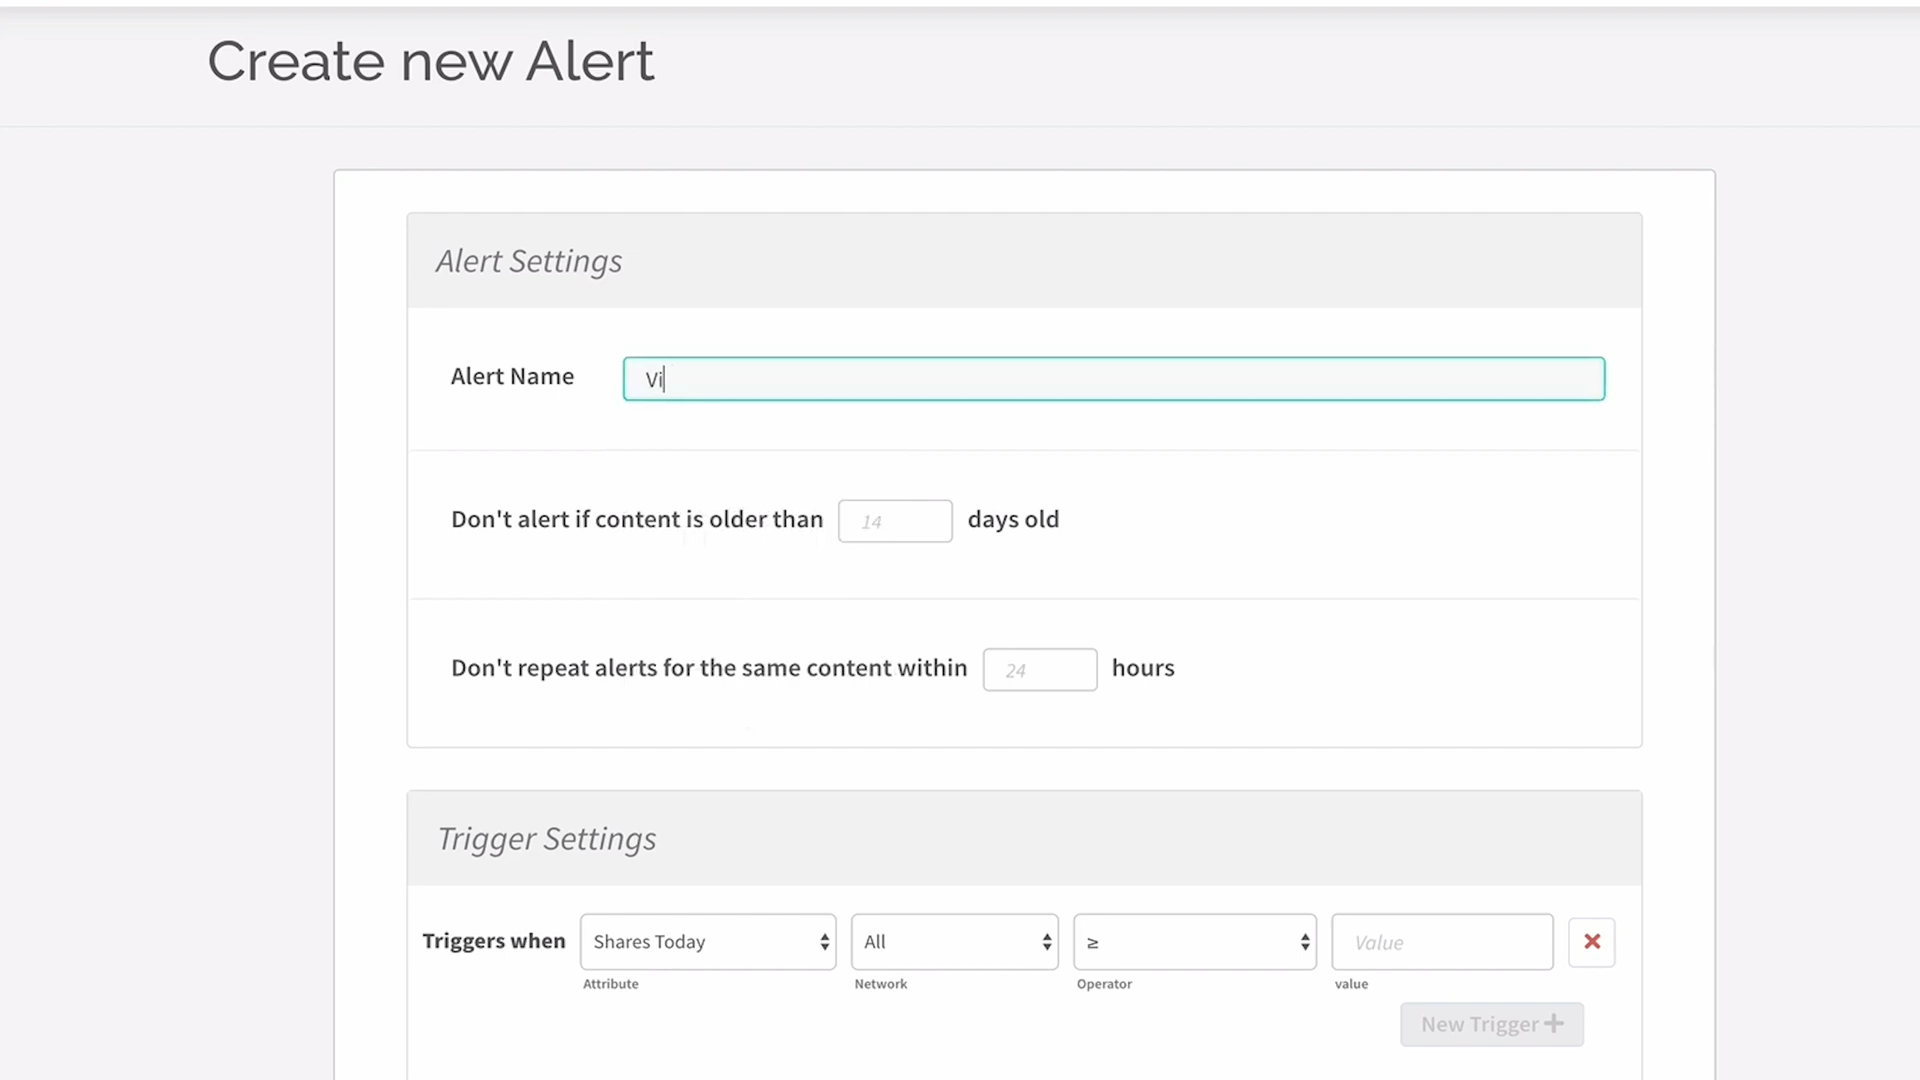 Create new Alert
Alert Settings
Alert Name Vi
Don't alert if content is older than 14 days old
Don't repeat alerts for the same content within 24 hours
Trigger Settings
Triggers when Shares Today All ≥ Value
Attribute Network Operator value
New Trigger